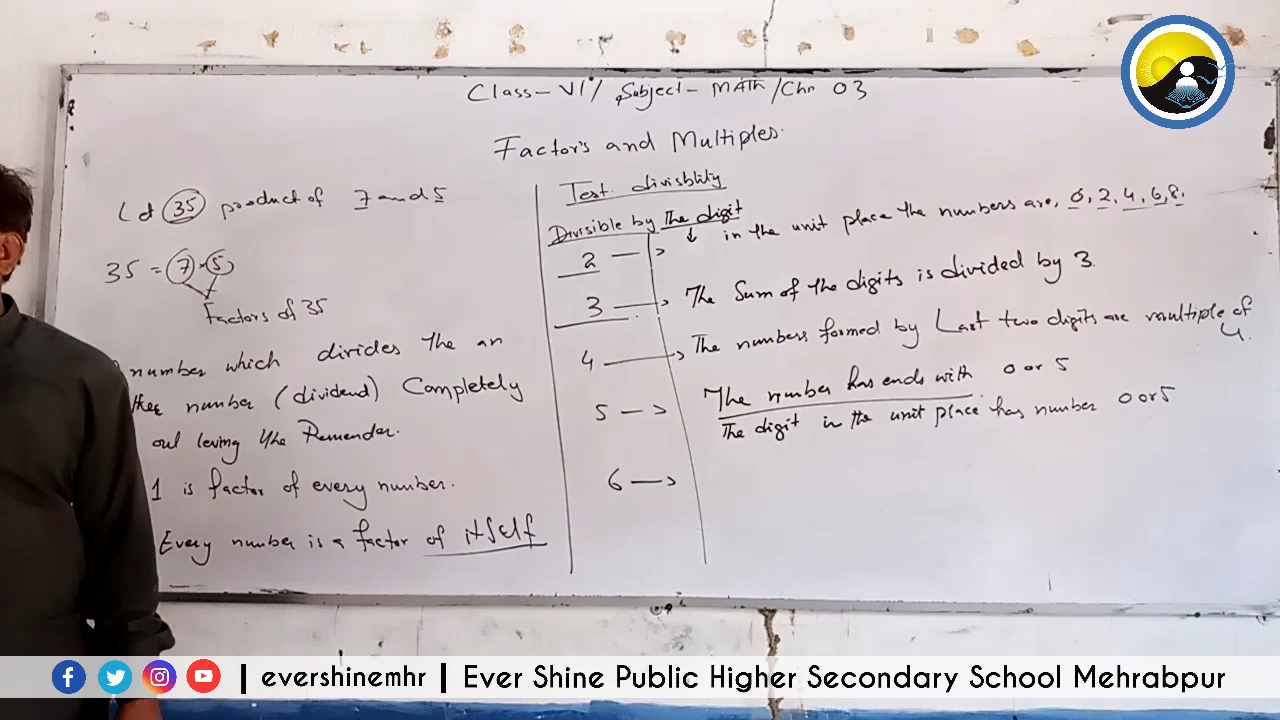 Class - VI / Subject - MATH / Chp 03
Factor's and Multiples.
Let 35 product of 7 and 5
35 = 7 × 5
Factors of 35
number which divides the an
ther number (dividend) Completely
out leving the Remender.
1 is factor of every number.
Every number is a factor of itself
Test divisblity
Divisible by The digit
2 → in the unit place the numbers are, 0, 2, 4, 6, 8.
3 → The Sum of the digits is divided by 3.
4 → The numbers formed by Last two digits are multiple of
4.
5 → The number has ends with 0 or 5
The digit in the unit place has number 0 or 5
6 →
| evershinemhr | Ever Shine Public Higher Secondary School Mehrabpur